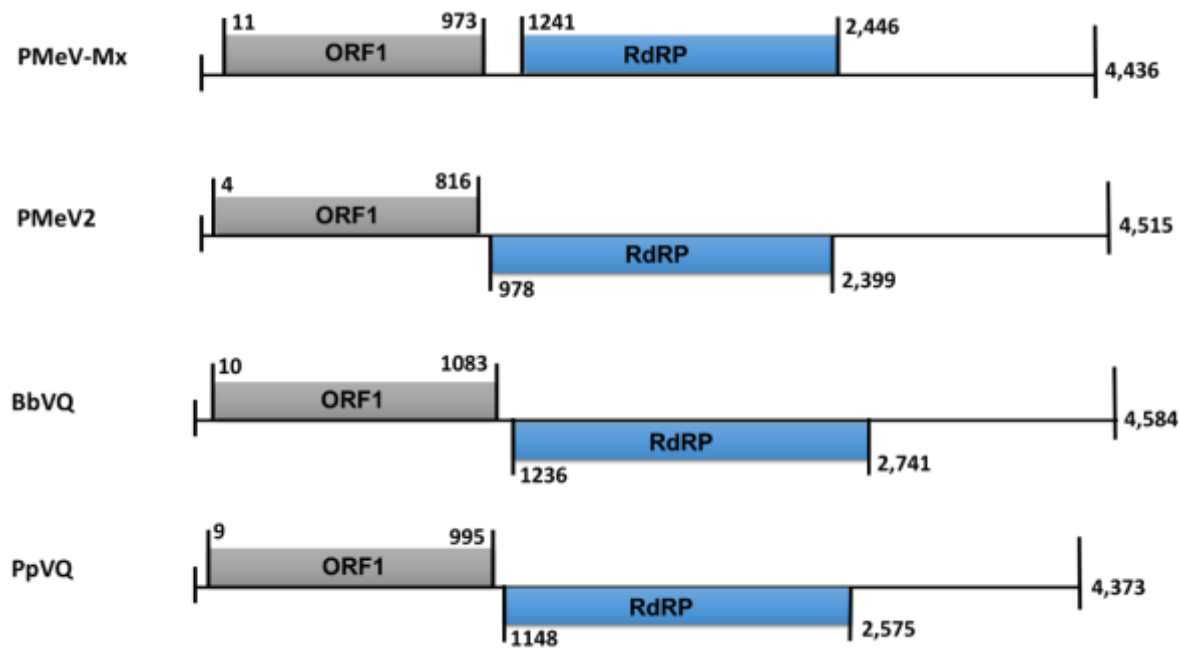 11 973 1241 2,446
PMeV-Mx ORF1 RdRP 4,436
4 816
PMeV2 ORF1 4,515
RdRP
978 2,399
10 1083
BbVQ ORF1 4,584
RdRP
1236 2,741
9 995
PpVQ ORF1 4,373
RdRP
1148 2,575